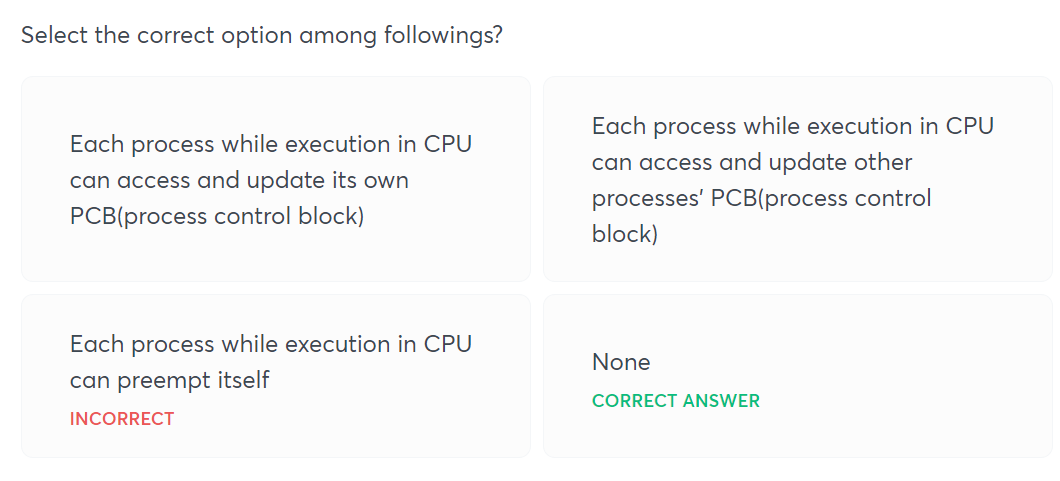 Select the correct option among followings?
Each process while execution in CPU
can access and update its own
PCB(process control block)
Each process while execution in CPU
can access and update other
processes' PCB(process control
block)
Each process while execution in CPU
can preempt itself
INCORRECT
None
CORRECT ANSWER